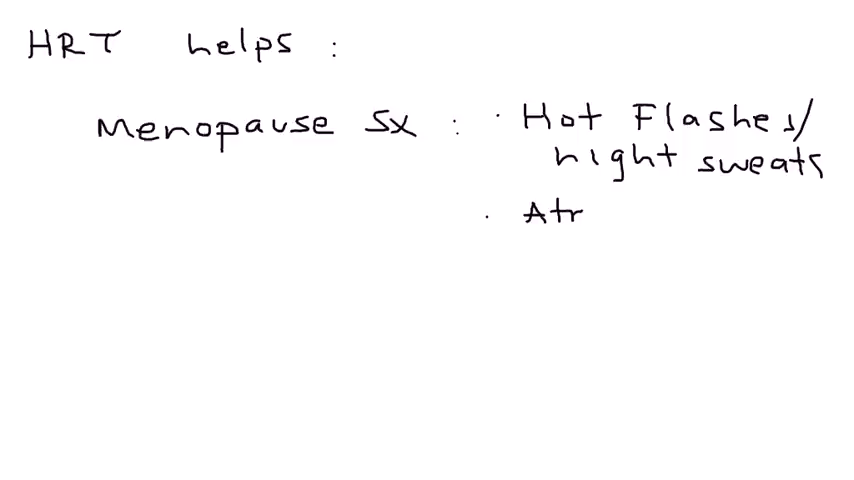 HRT helps :
Menopause Sx : · Hot Flashes/
night sweats
· Atr